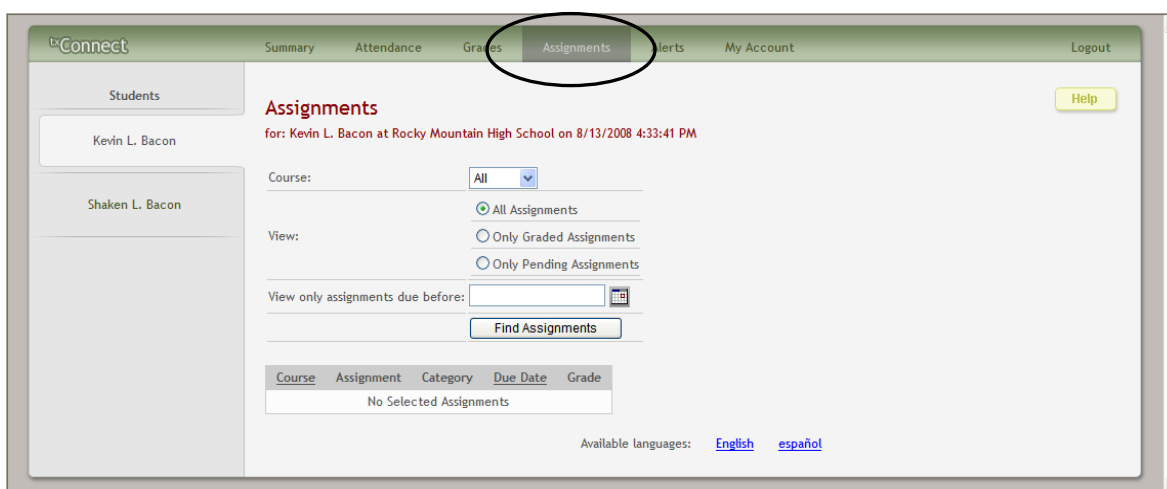 txConnect Summary Attendance Grades Assignments Alerts My Account Logout
Students
Kevin L. Bacon
Shaken L. Bacon
Help
Assignments
for: Kevin L. Bacon at Rocky Mountain High School on 8/13/2008 4:33:41 PM
Course: All
View:
All Assignments
Only Graded Assignments
Only Pending Assignments
View only assignments due before:
Find Assignments
Course Assignment Category Due Date Grade
No Selected Assignments
Available languages: English español